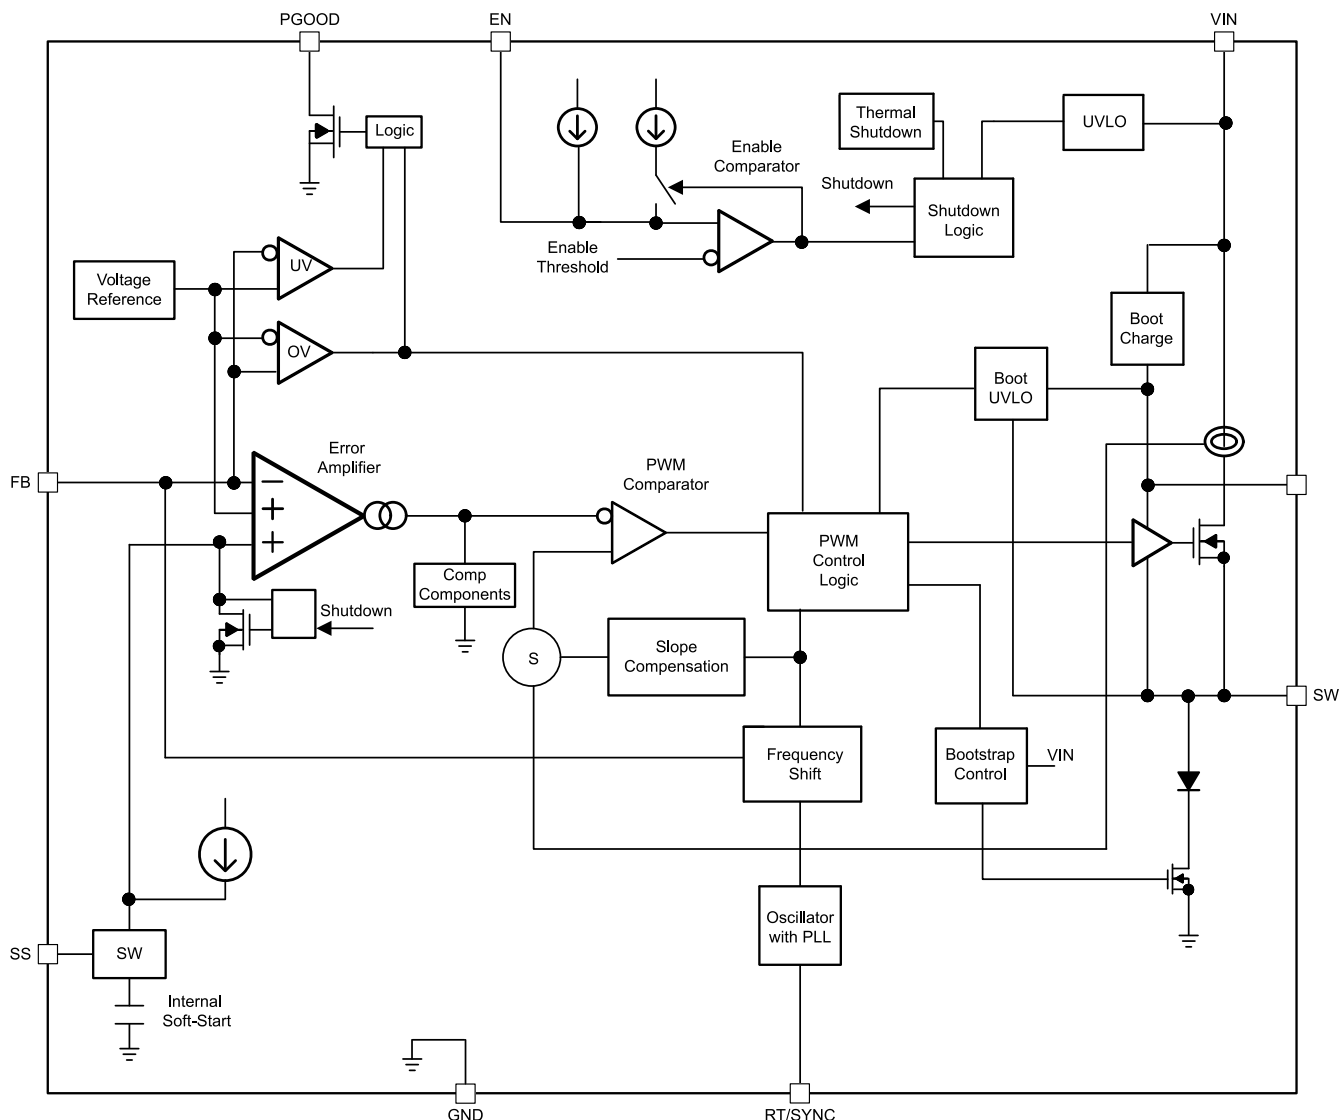 PGOOD
EN
VIN
Logic
Thermal
Shutdown
UVLO
Enable
Comparator
Shutdown
Shutdown
Logic
Enable
Threshold
UV
Voltage
Reference
OV
Boot
Charge
Boot
UVLO
Error
Amplifier
PWM
Comparator
FB
−
+
+
PWM
Control
Logic
Comp
Components
Shutdown
S
Slope
Compensation
SW
Frequency
Shift
Bootstrap
Control
VIN
Oscillator
with PLL
SS
SW
Internal
Soft-Start
GND
RT/SYNC